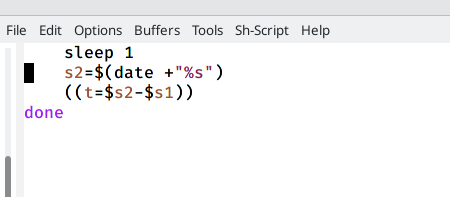 File Edit Options Buffers Tools Sh-Script Help
    sleep 1
    s2=$(date +"%s")
    ((t=$s2-$s1))
done